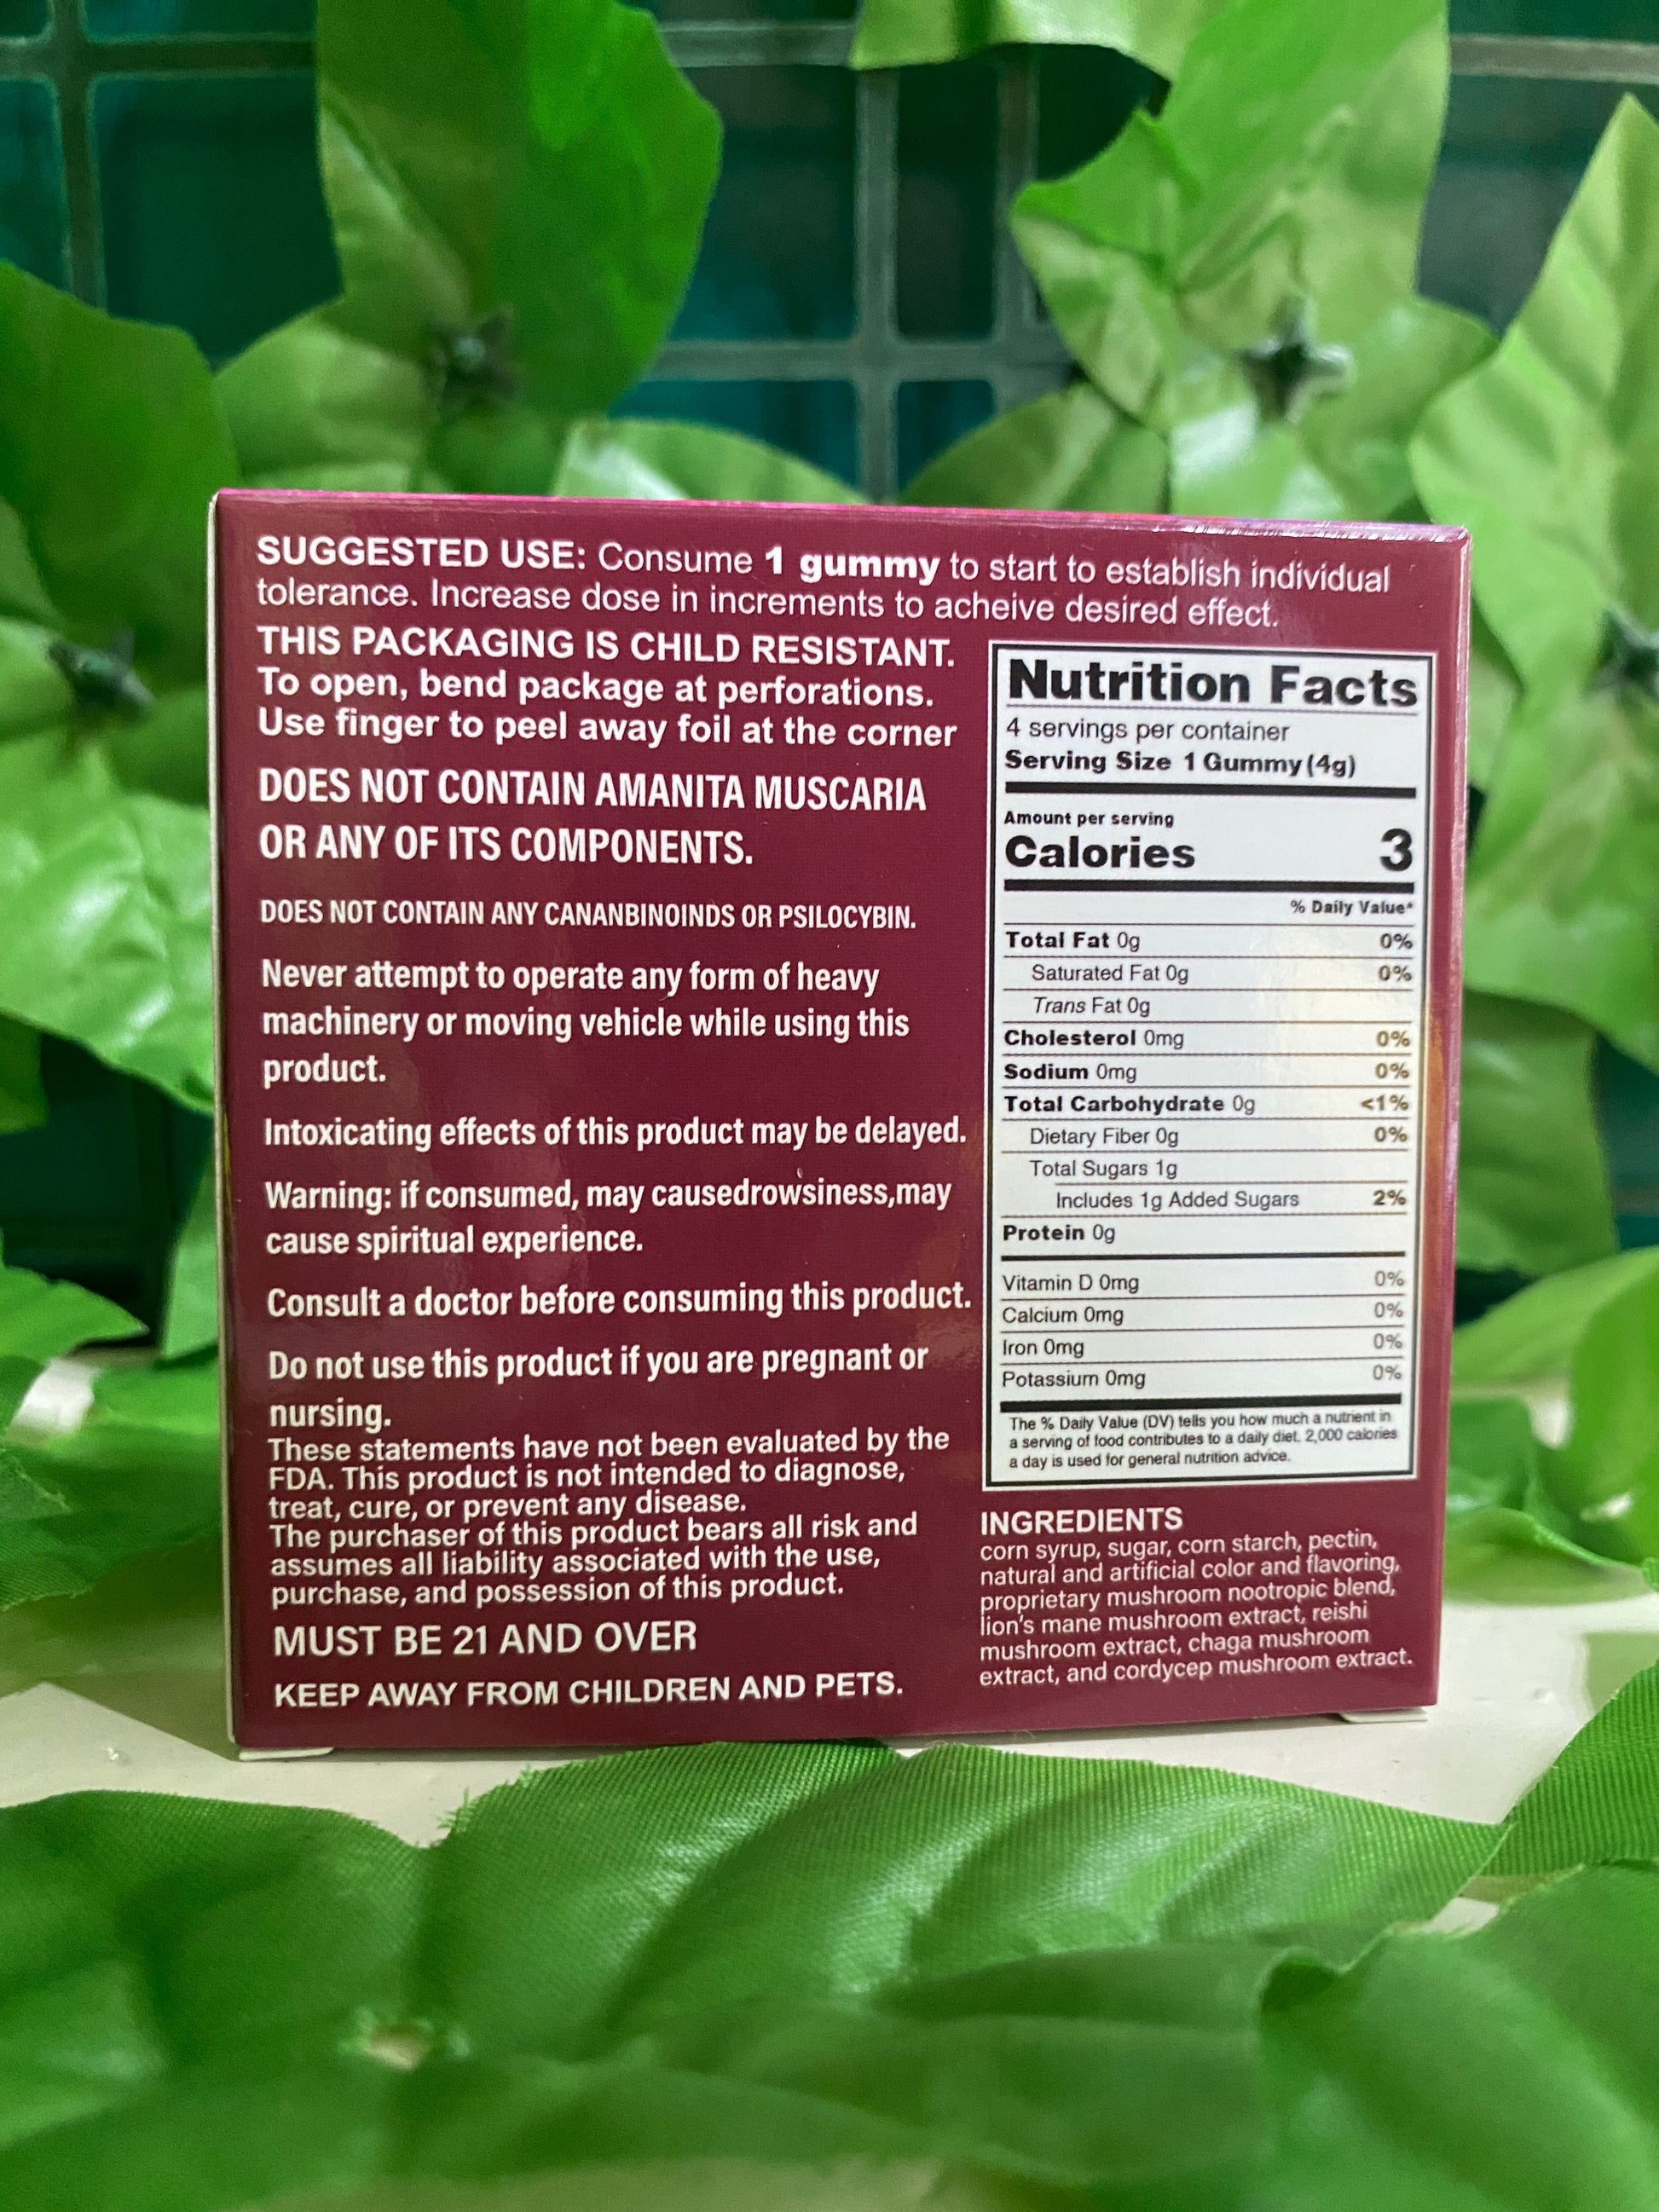 SUGGESTED USE: Consume 1 gummy to start to establish individual
tolerance. Increase dose in increments to acheive desired effect.
THIS PACKAGING IS CHILD RESISTANT.
To open, bend package at perforations.
Use finger to peel away foil at the corner
DOES NOT CONTAIN AMANITA MUSCARIA
OR ANY OF ITS COMPONENTS.
DOES NOT CONTAIN ANY CANANBINOINDS OR PSILOCYBIN.
Never attempt to operate any form of heavy
machinery or moving vehicle while using this
product.
Intoxicating effects of this product may be delayed.
Warning: if consumed, may causedrowsiness,may
cause spiritual experience.
Consult a doctor before consuming this product.
Do not use this product if you are pregnant or
nursing.
These statements have not been evaluated by the
FDA. This product is not intended to diagnose,
treat, cure, or prevent any disease.
The purchaser of this product bears all risk and
assumes all liability associated with the use,
purchase, and possession of this product.
MUST BE 21 AND OVER
KEEP AWAY FROM CHILDREN AND PETS.
Nutrition Facts
4 servings per container
Serving Size 1 Gummy (4g)
Amount per serving
Calories 3
% Daily Value*
Total Fat 0g 0%
Saturated Fat 0g 0%
Trans Fat 0g
Cholesterol 0mg 0%
Sodium 0mg 0%
Total Carbohydrate 0g <1%
Dietary Fiber 0g 0%
Total Sugars 1g
Includes 1g Added Sugars 2%
Protein 0g
Vitamin D 0mg 0%
Calcium 0mg 0%
Iron 0mg 0%
Potassium 0mg 0%
The % Daily Value (DV) tells you how much a nutrient in
a serving of food contributes to a daily diet. 2,000 calories
a day is used for general nutrition advice.
INGREDIENTS
corn syrup, sugar, corn starch, pectin,
natural and artificial color and flavoring,
proprietary mushroom nootropic blend,
lion's mane mushroom extract, reishi
mushroom extract, chaga mushroom
extract, and cordycep mushroom extract.